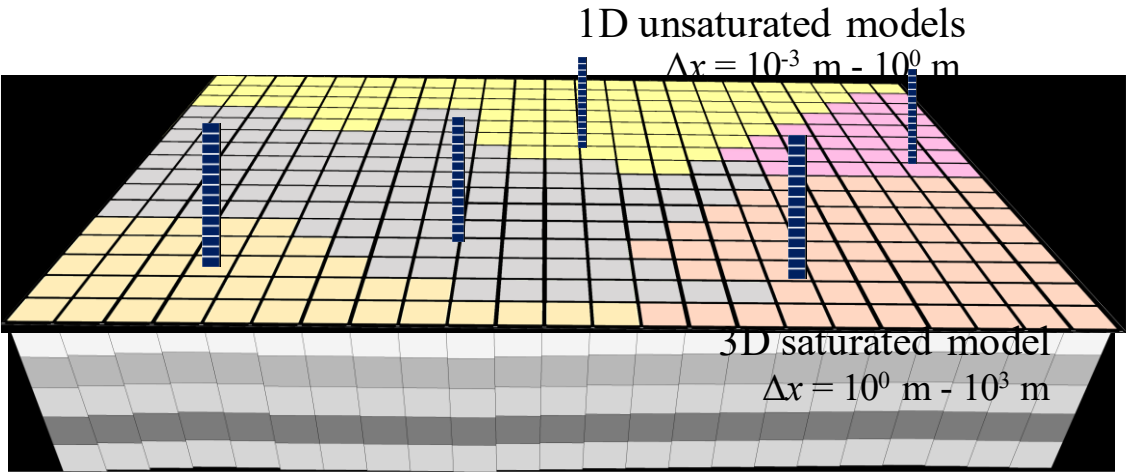 1D unsaturated models
Δx = 10⁻³ m - 10⁰ m
3D saturated model
Δx = 10⁰ m - 10³ m